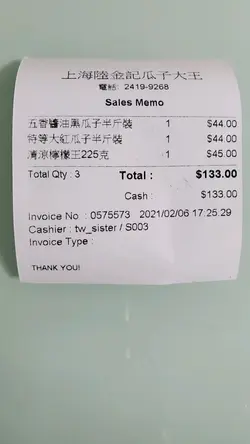 上海陸金記瓜子大王
電話: 2419-9268
Sales Memo
五香醬油黑瓜子半斤裝 1 $44.00
特等大紅瓜子半斤裝 1 $44.00
清涼檸檬王225克 1 $45.00
Total Qty : 3 Total : $133.00
Cash : $133.00
Invoice No : 0575573 2021/02/06 17:25:29
Cashier : tw_sister / S003
Invoice Type :
THANK YOU!